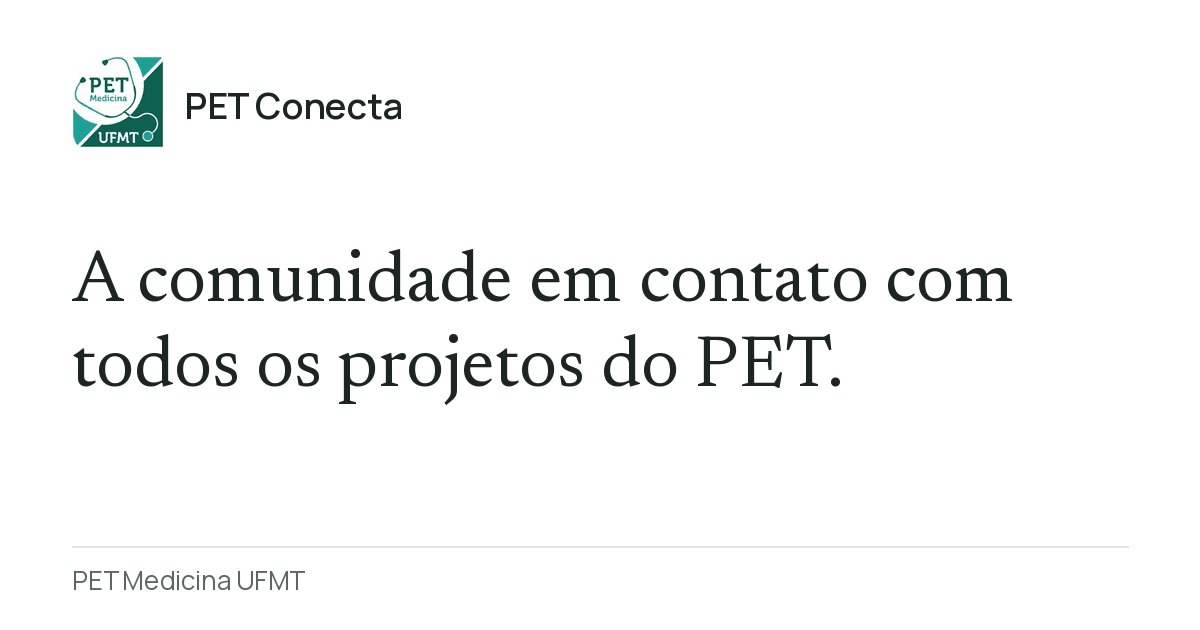 PET
Medicina
UFMT
PET Conecta
A comunidade em contato com
todos os projetos do PET.
PET Medicina UFMT